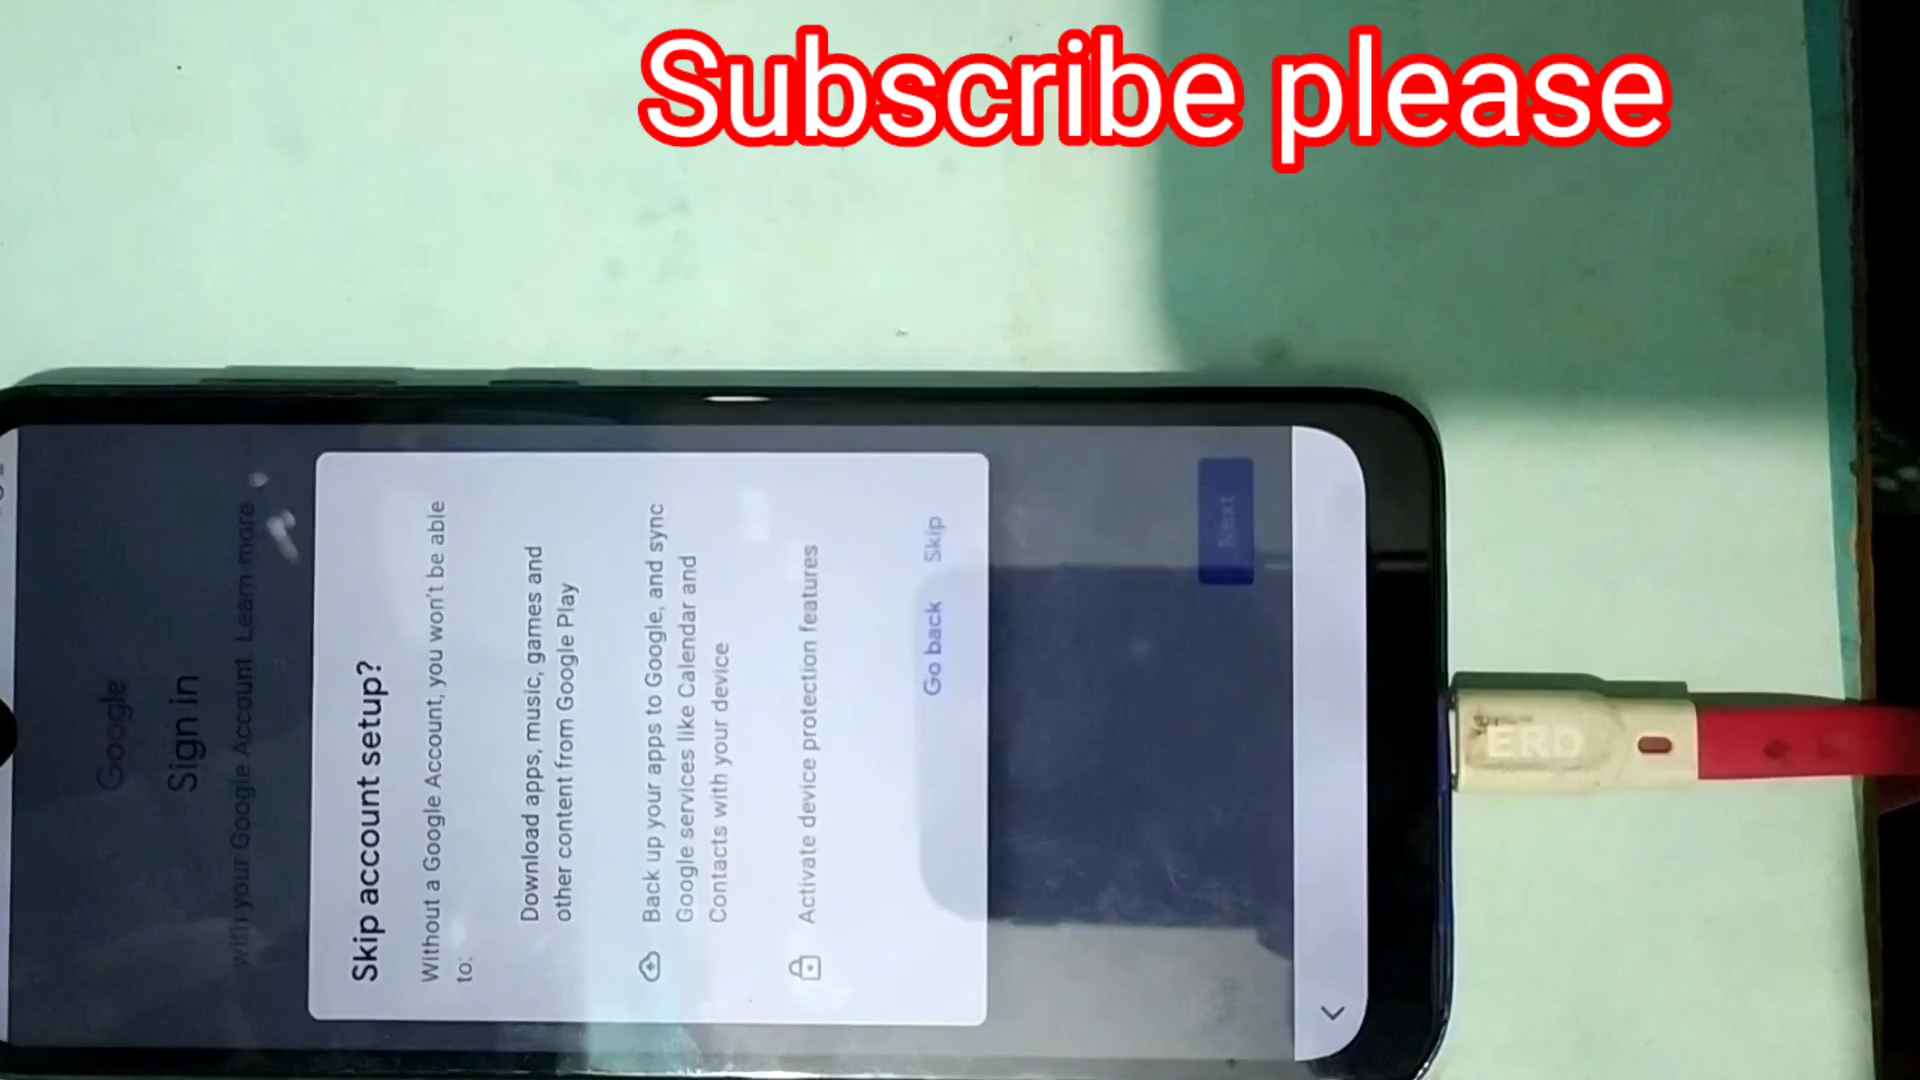 Subscribe please
Google
Sign in
with your Google Account. Learn more
Skip account setup?
Without a Google Account, you won't be able
to:
Download apps, music, games and
other content from Google Play
Back up your apps to Google, and sync
Google services like Calendar and
Contacts with your device
Activate device protection features
Go back Skip
Next
Skip
ERD